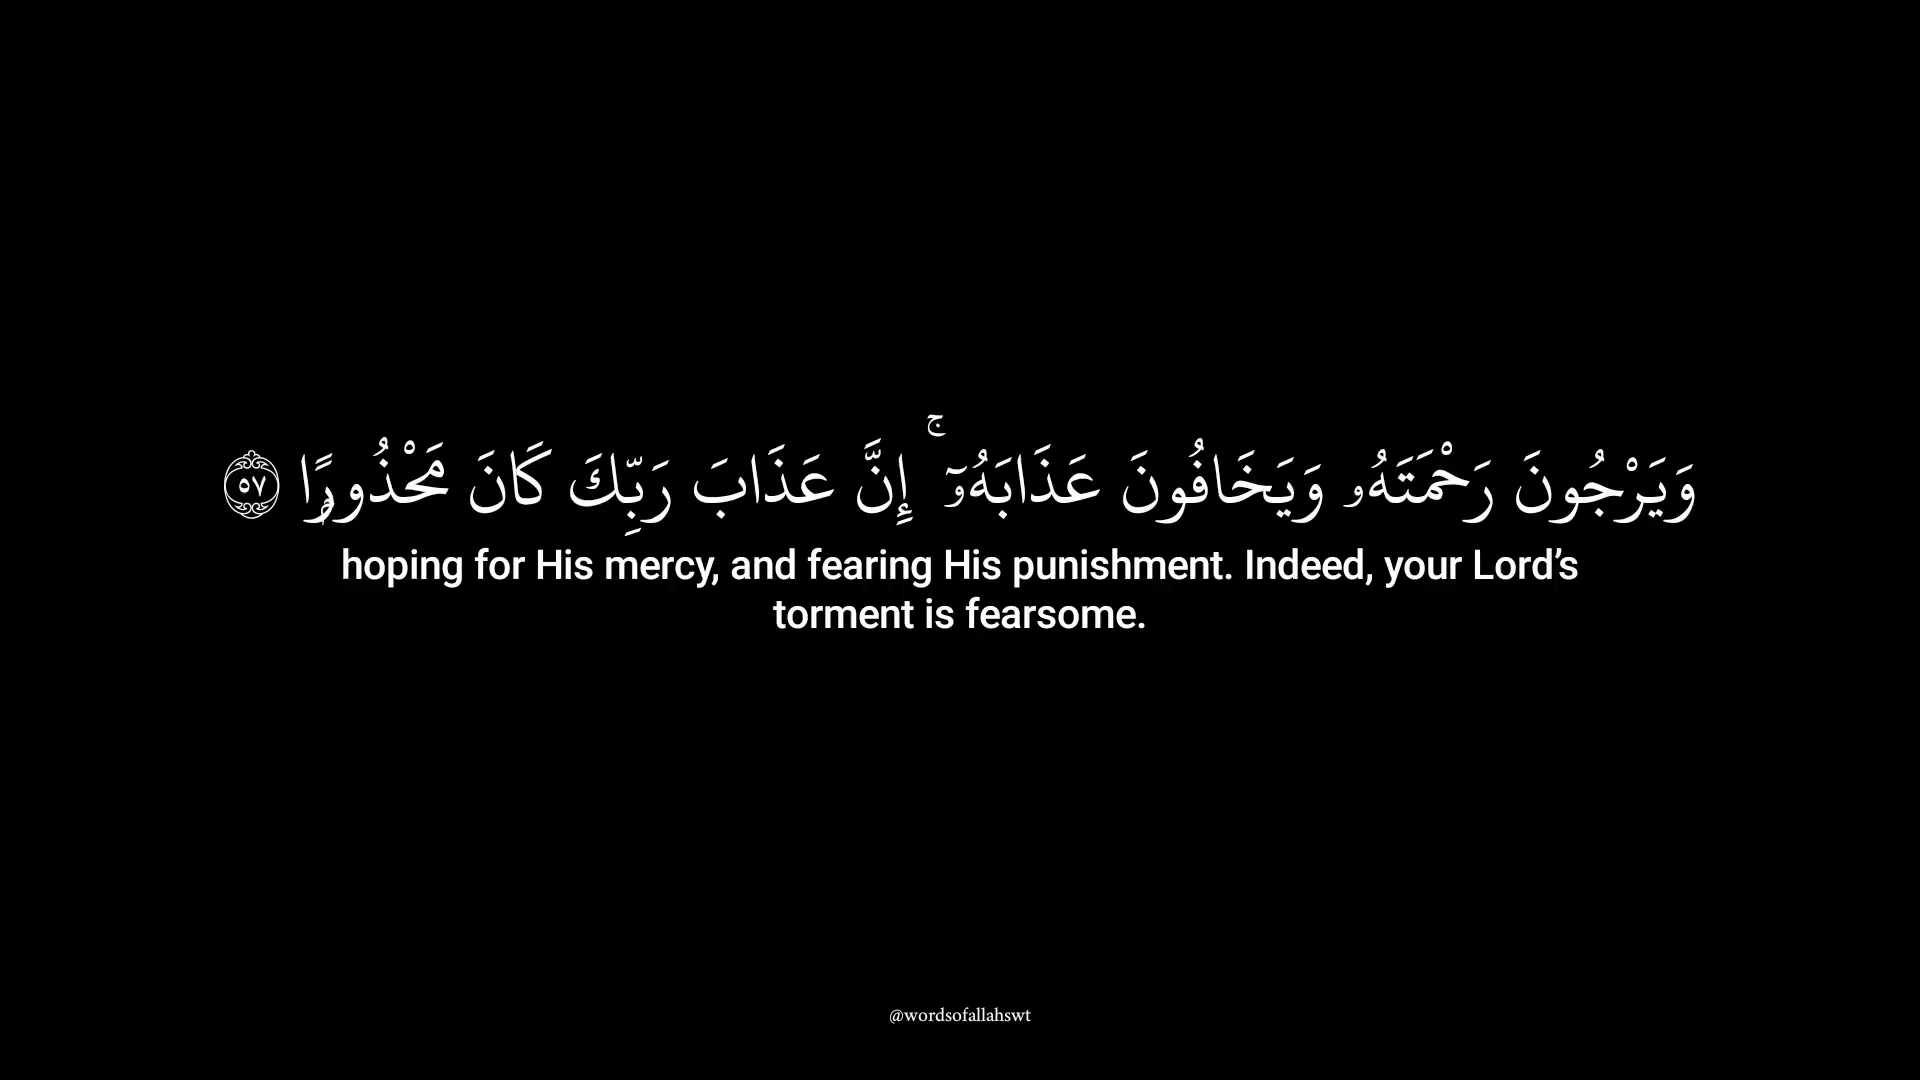 وَيَرْجُونَ رَحْمَتَهُۥ وَيَخَافُونَ عَذَابَهُۥٓ ۚ إِنَّ عَذَابَ رَبِّكَ كَانَ مَحْذُورًۭا ٥٧
hoping for His mercy, and fearing His punishment. Indeed, your Lord’s
torment is fearsome.
@wordsofallahswt